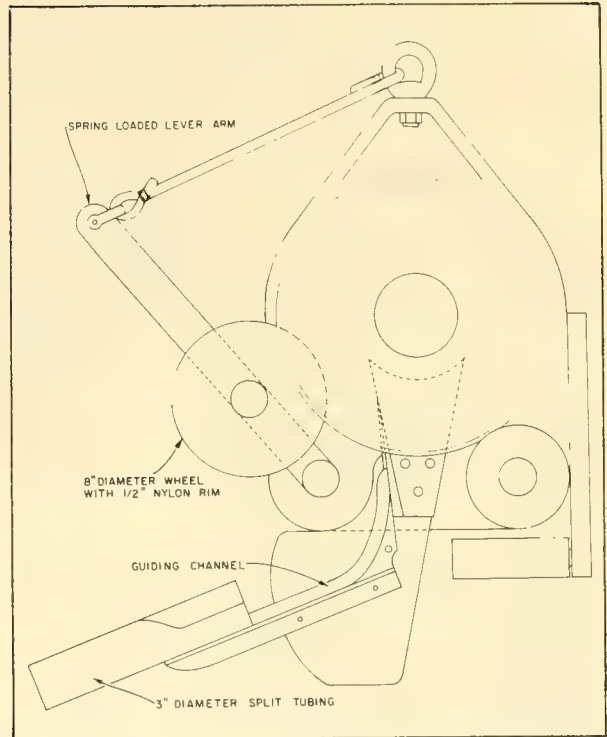 SPRING LOADED LEVER ARM
8" DIAMETER WHEEL
WITH 1/2" NYLON RIM
GUIDING CHANNEL
3" DIAMETER SPLIT TUBING